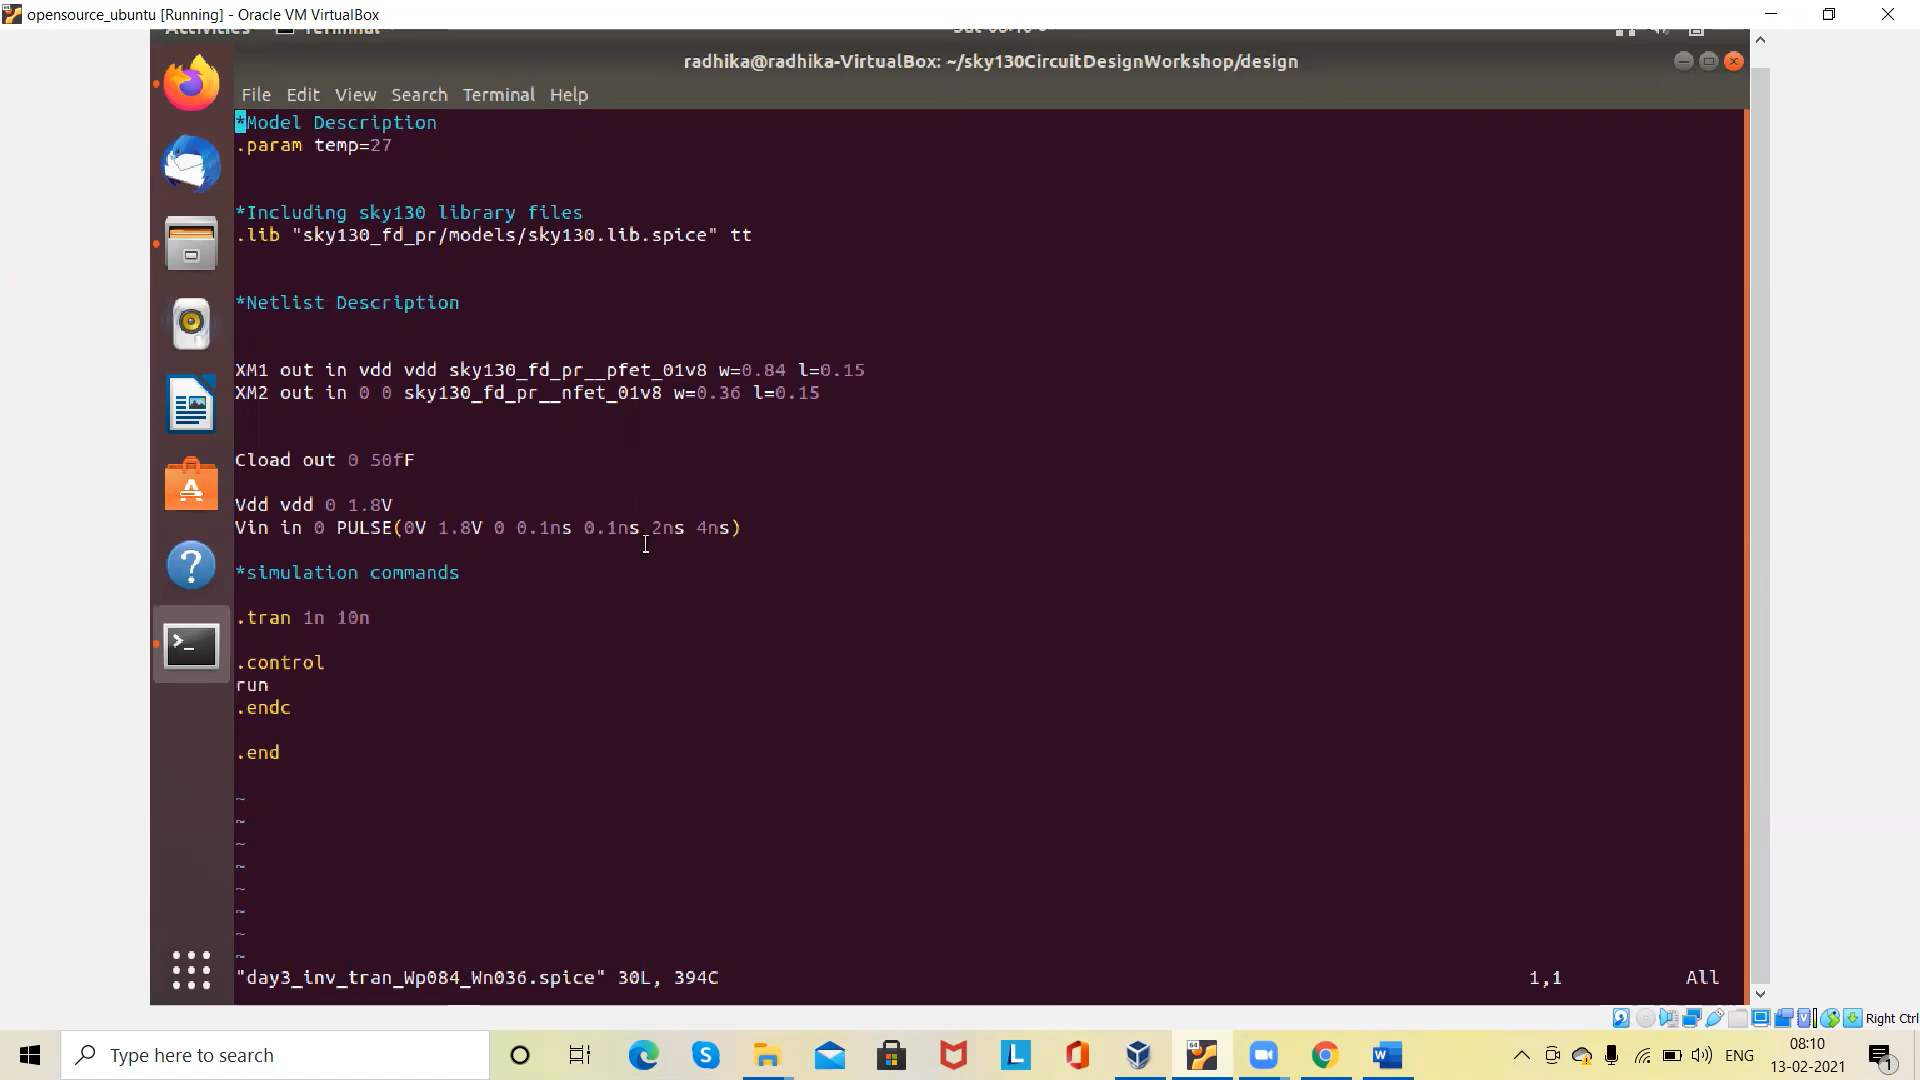 opensource_ubuntu [Running] - Oracle VM VirtualBox
Activities Terminal
radhika@radhika-VirtualBox: ~/sky130CircuitDesignWorkshop/design
File Edit View Search Terminal Help
*Model Description
.param temp=27
*Including sky130 library files
.lib "sky130_fd_pr/models/sky130.lib.spice" tt
*Netlist Description
XM1 out in vdd vdd sky130_fd_pr__pfet_01v8 w=0.84 l=0.15
XM2 out in 0 0 sky130_fd_pr__nfet_01v8 w=0.36 l=0.15
Cload out 0 50fF
Vdd vdd 0 1.8V
Vin in 0 PULSE(0V 1.8V 0 0.1ns 0.1ns 2ns 4ns)
*simulation commands
.tran 1n 10n
.control
run
.endc
.end
~
~
~
~
~
~
~
~
"day3_inv_tran_Wp084_Wn036.spice" 30L, 394C 1,1 All
Right Ctrl
Type here to search
ENG
08:10
13-02-2021
1